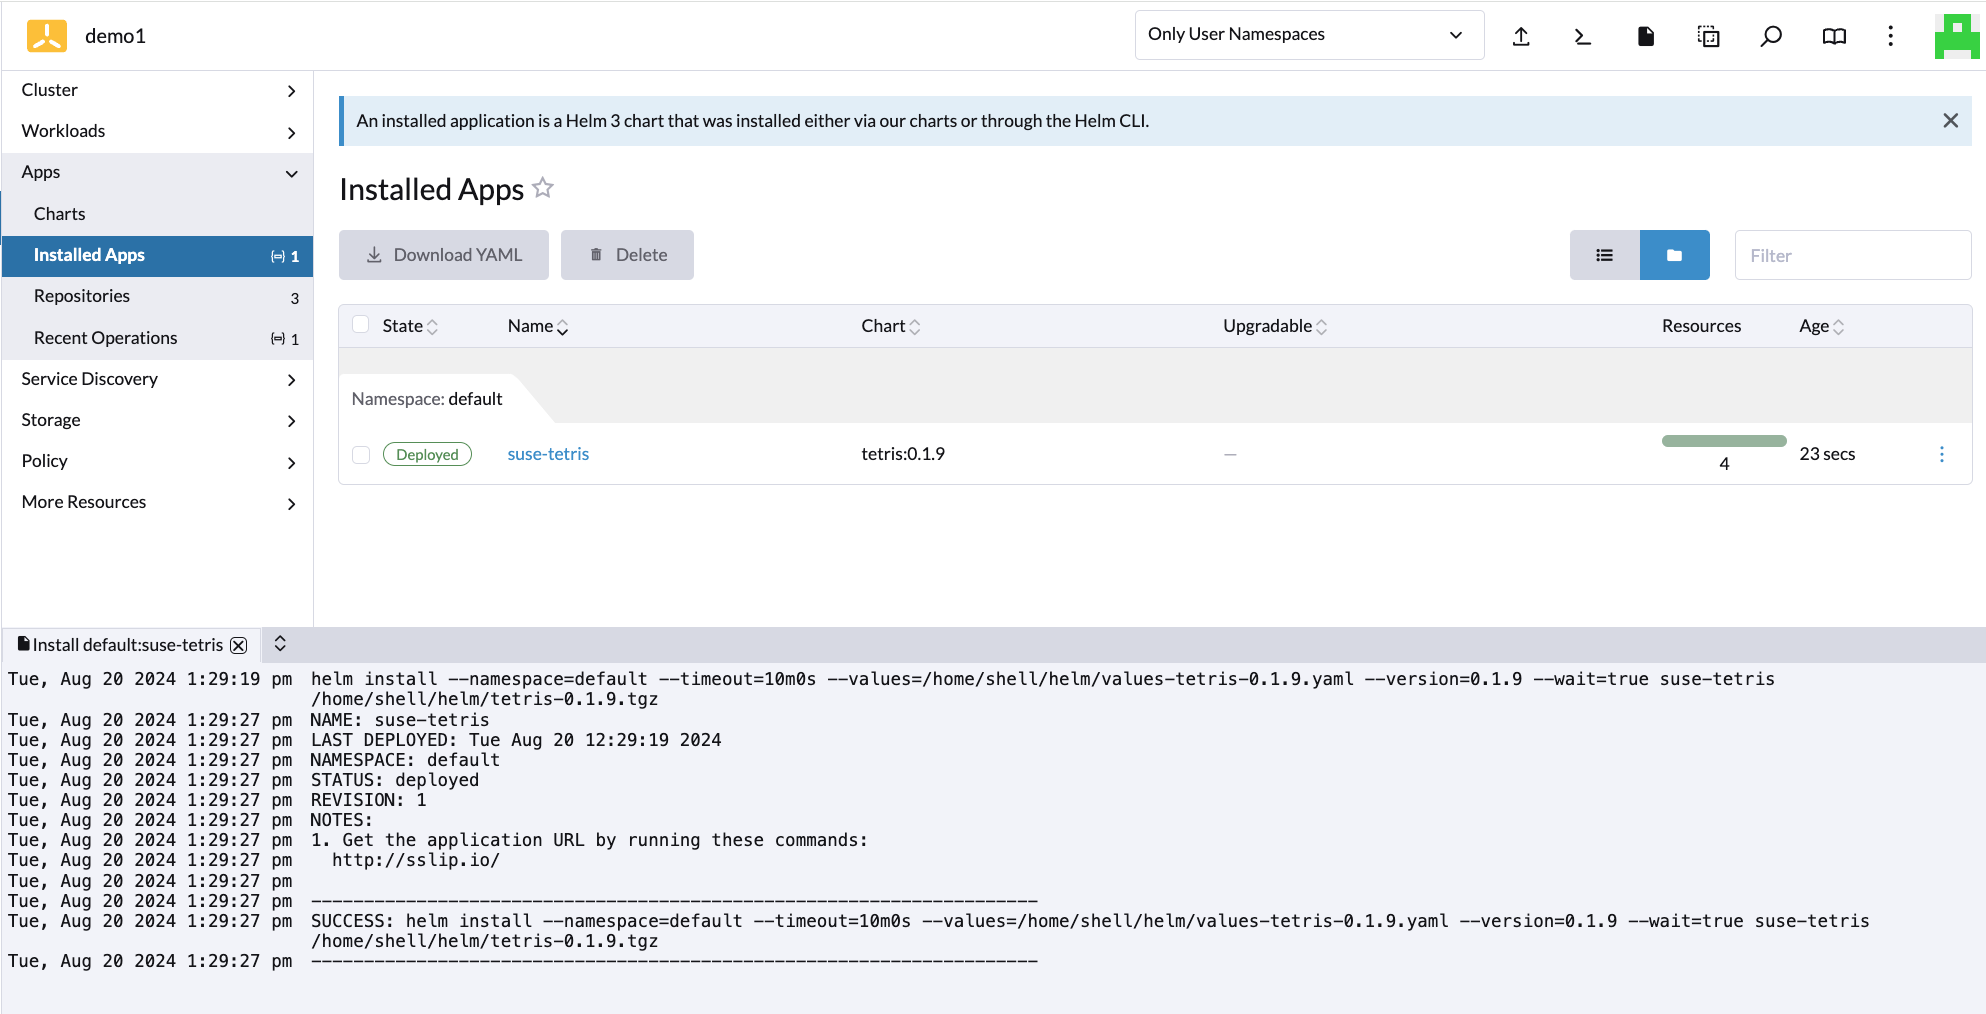 demo1
Only User Namespaces
Cluster
Workloads
Apps
Charts
Installed Apps 1
Repositories 3
Recent Operations 1
Service Discovery
Storage
Policy
More Resources
An installed application is a Helm 3 chart that was installed either via our charts or through the Helm CLI.
Installed Apps
Download YAML Delete Filter
State Name Chart Upgradable Resources Age
Namespace: default
Deployed suse-tetris tetris:0.1.9 — 4 23 secs
Install default:suse-tetris
Tue, Aug 20 2024 1:29:19 pm helm install --namespace=default --timeout=10m0s --values=/home/shell/helm/values-tetris-0.1.9.yaml --version=0.1.9 --wait=true suse-tetris
/home/shell/helm/tetris-0.1.9.tgz
Tue, Aug 20 2024 1:29:27 pm NAME: suse-tetris
Tue, Aug 20 2024 1:29:27 pm LAST DEPLOYED: Tue Aug 20 12:29:19 2024
Tue, Aug 20 2024 1:29:27 pm NAMESPACE: default
Tue, Aug 20 2024 1:29:27 pm STATUS: deployed
Tue, Aug 20 2024 1:29:27 pm REVISION: 1
Tue, Aug 20 2024 1:29:27 pm NOTES:
Tue, Aug 20 2024 1:29:27 pm 1. Get the application URL by running these commands:
Tue, Aug 20 2024 1:29:27 pm http://sslip.io/
Tue, Aug 20 2024 1:29:27 pm
Tue, Aug 20 2024 1:29:27 pm ---------------------------------------------------------------------
Tue, Aug 20 2024 1:29:27 pm SUCCESS: helm install --namespace=default --timeout=10m0s --values=/home/shell/helm/values-tetris-0.1.9.yaml --version=0.1.9 --wait=true suse-tetris
/home/shell/helm/tetris-0.1.9.tgz
Tue, Aug 20 2024 1:29:27 pm ---------------------------------------------------------------------